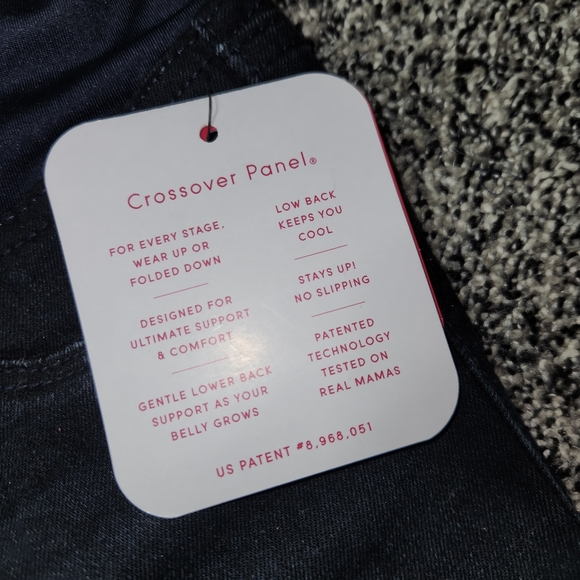 Crossover Panel®
FOR EVERY STAGE,
WEAR UP OR
FOLDED DOWN
DESIGNED FOR
ULTIMATE SUPPORT
& COMFORT
GENTLE LOWER BACK
SUPPORT AS YOUR
BELLY GROWS
LOW BACK
KEEPS YOU
COOL
STAYS UP!
NO SLIPPING
PATENTED
TECHNOLOGY
TESTED ON
REAL MAMAS
US PATENT #8,968,051